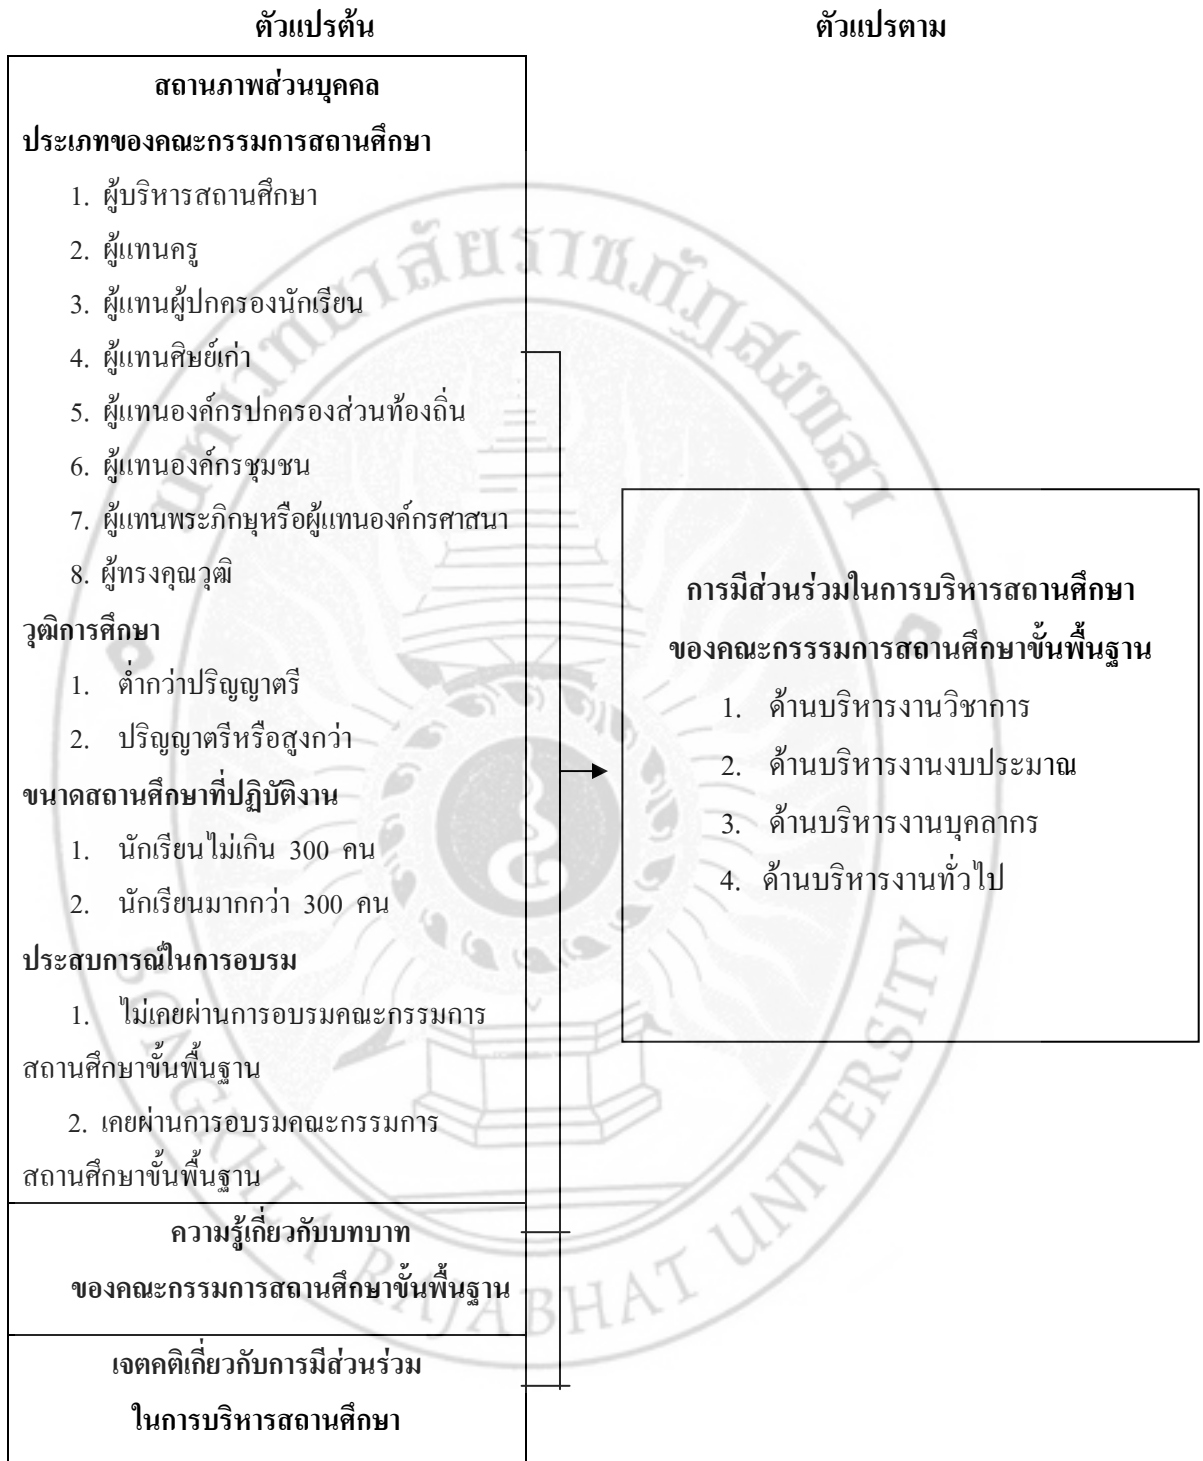 ตัวแปรต้น
ตัวแปรตาม
สถานภาพส่วนบุคคล
ประเภทของคณะกรรมการสถานศึกษา
1. ผู้บริหารสถานศึกษา
2. ผู้แทนครู
3. ผู้แทนผู้ปกครองนักเรียน
4. ผู้แทนศิษย์เก่า
5. ผู้แทนองค์กรปกครองส่วนท้องถิ่น
6. ผู้แทนองค์กรชุมชน
7. ผู้แทนพระภิกษุหรือผู้แทนองค์กรศาสนา
8. ผู้ทรงคุณวุฒิ
วุฒิการศึกษา
1. ต่ำกว่าปริญญาตรี
2. ปริญญาตรีหรือสูงกว่า
ขนาดสถานศึกษาที่ปฏิบัติงาน
1. นักเรียนไม่เกิน 300 คน
2. นักเรียนมากกว่า 300 คน
ประสบการณ์ในการอบรม
1. ไม่เคยผ่านการอบรมคณะกรรมการ
สถานศึกษาขั้นพื้นฐาน
2. เคยผ่านการอบรมคณะกรรมการ
สถานศึกษาขั้นพื้นฐาน
ความรู้เกี่ยวกับบทบาท
ของคณะกรรมการสถานศึกษาขั้นพื้นฐาน
เจตคติเกี่ยวกับการมีส่วนร่วม
ในการบริหารสถานศึกษา
การมีส่วนร่วมในการบริหารสถานศึกษา
ของคณะกรรรมการสถานศึกษาขั้นพื้นฐาน
1. ด้านบริหารงานวิชาการ
2. ด้านบริหารงานงบประมาณ
3. ด้านบริหารงานบุคลากร
4. ด้านบริหารงานทั่วไป
มหาวิทยาลัยราชภัฏสงขลา
SONGKHLA RAJABHAT UNIVERSITY